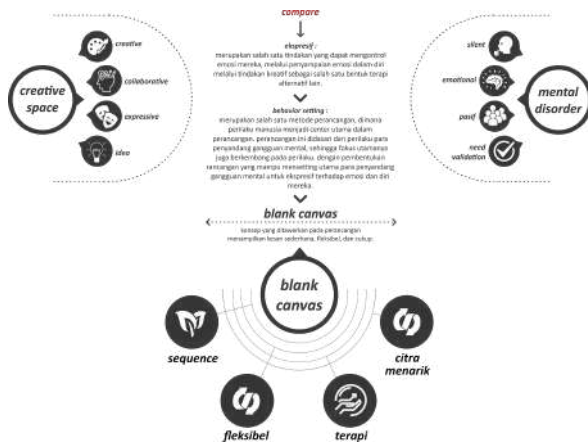 compare
creative
collaborative
expressive
idea
creative
space
ekspresif :
merupakan salah satu tindakan yang dapat mengontrol
emosi mereka, melalui penyampaian emosi dalam diri
melalui tindakan kreatif sebagai salah satu bentuk terapi
alternatif lain.
behavior setting :
merupakan salah satu metode perancangan, dimana
perilaku manusia menjadi center utama dalam
perancangan. perancangan ini didasari dari perilaku para
penyandang gangguan mental, sehingga fokus utamanya
juga berkembang pada perilaku. dengan pembentukan
rancangan yang mampu mensetting utama para penyandang
gangguan mental untuk ekspresif terhadap emosi dan diri
mereka.
silent
emotional
pasif
need
validation
mental
disorder
blank canvas
konsep yang ditawarkan pada perancangan
menampilkan kesan sederhana, fleksibel, dan cukup.
blank
canvas
sequence
fleksibel
terapi
citra
menarik